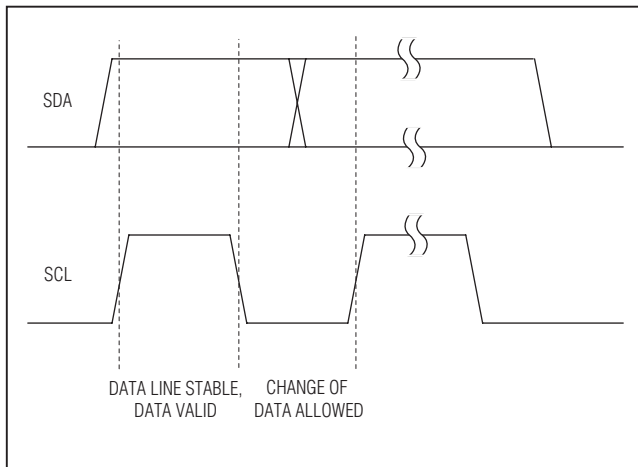 SDA
SCL
DATA LINE STABLE,
DATA VALID
CHANGE OF
DATA ALLOWED